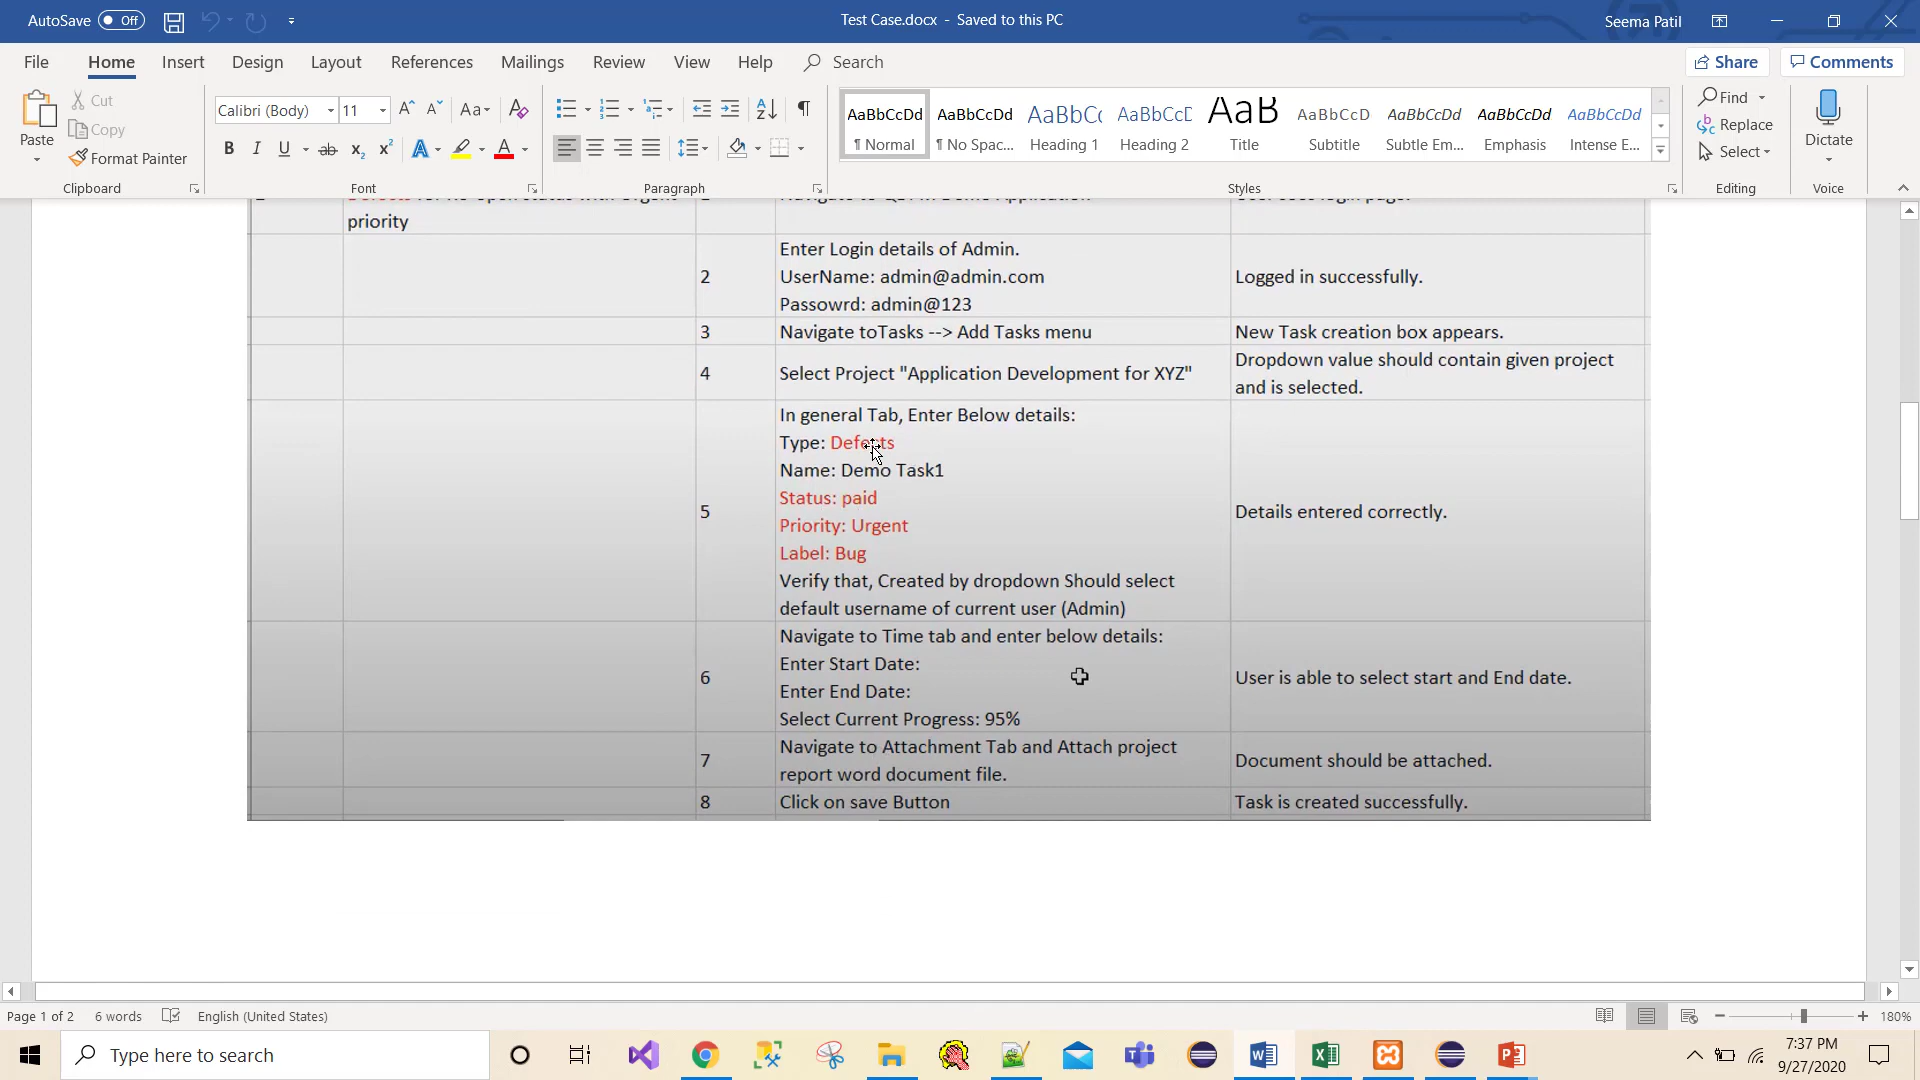 AutoSave Off
Test Case.docx - Saved to this PC
Seema Patil
File Home Insert Design Layout References Mailings Review View Help Search
Share Comments
Paste
Cut
Copy
Format Painter
Calibri (Body) 11
AaBbCcDd AaBbCcDd AaBbCc AaBbCcD AaB AaBbCcD AaBbCcDd AaBbCcDd AaBbCcDd
¶ Normal ¶ No Spac... Heading 1 Heading 2 Title Subtitle Subtle Em... Emphasis Intense E...
Find
Replace
Select
Dictate
Clipboard Font Paragraph Styles Editing Voice
priority
2
Enter Login details of Admin.
UserName: admin@admin.com
Passowrd: admin@123
Logged in successfully.
3
Navigate toTasks --> Add Tasks menu
New Task creation box appears.
4
Select Project "Application Development for XYZ"
Dropdown value should contain given project
and is selected.
5
In general Tab, Enter Below details:
Type: Defects
Name: Demo Task1
Status: paid
Priority: Urgent
Label: Bug
Verify that, Created by dropdown Should select
default username of current user (Admin)
Details entered correctly.
6
Navigate to Time tab and enter below details:
Enter Start Date:
Enter End Date:
Select Current Progress: 95%
User is able to select start and End date.
7
Navigate to Attachment Tab and Attach project
report word document file.
Document should be attached.
8
Click on save Button
Task is created successfully.
Page 1 of 2 6 words English (United States)
180%
Type here to search
7:37 PM
9/27/2020